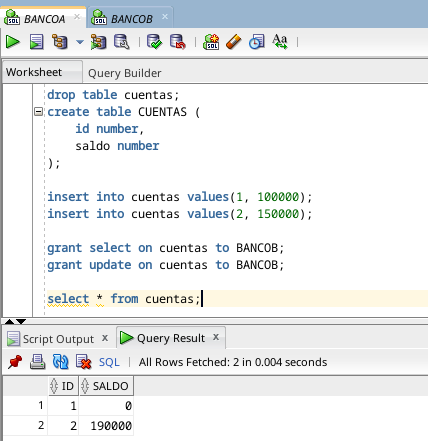 BANCOA × BANCOB ×
Worksheet Query Builder
drop table cuentas;
create table CUENTAS (
id number,
saldo number
);
insert into cuentas values(1, 100000);
insert into cuentas values(2, 150000);
grant select on cuentas to BANCOB;
grant update on cuentas to BANCOB;
select * from cuentas;
Script Output × Query Result ×
SQL | All Rows Fetched: 2 in 0.004 seconds
ID SALDO
1 1 0
2 2 190000